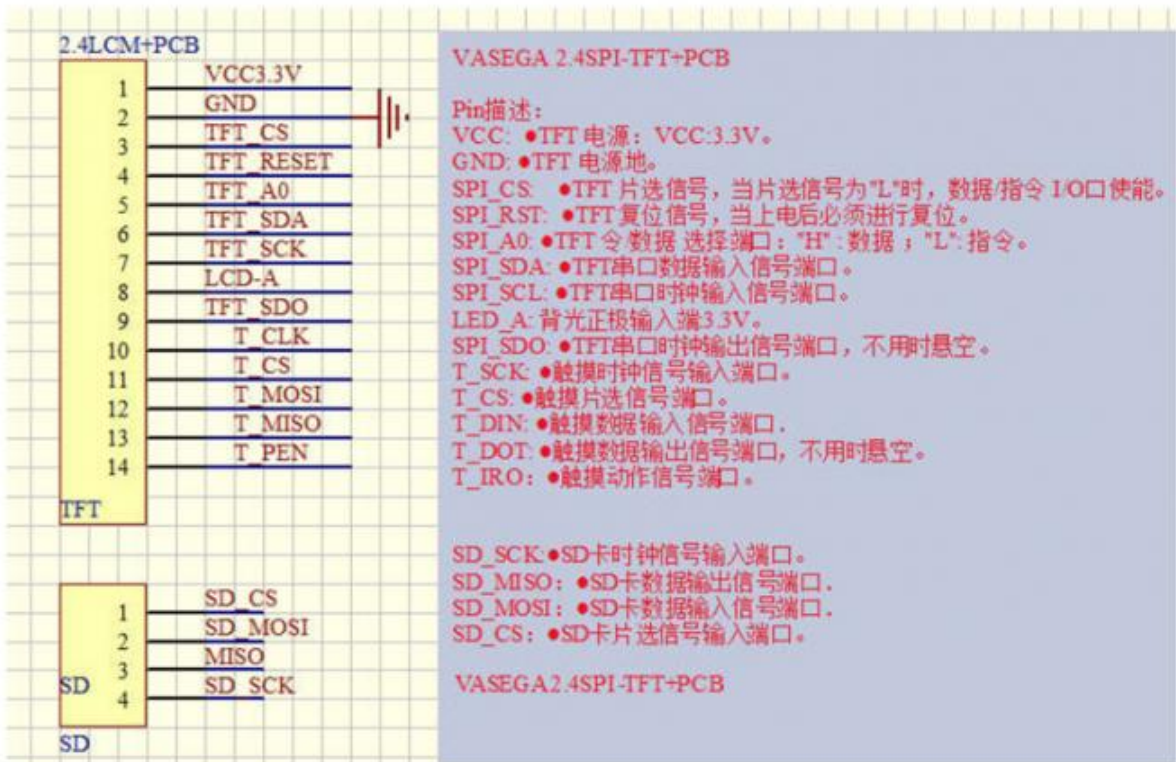 2.4LCM+PCB
1 VCC3.3V
2 GND
3 TFT_CS
4 TFT_RESET
5 TFT_A0
6 TFT_SDA
7 TFT_SCK
8 LCD-A
9 TFT_SDO
10 T_CLK
11 T_CS
12 T_MOSI
13 T_MISO
14 T_PEN
TFT
1 SD_CS
2 SD_MOSI
3 MISO
4 SD_SCK
SD
SD
VASEGA 2.4SPI-TFT+PCB
Pin描述：
VCC: ●TFT 电源：VCC:3.3V。
GND: ●TFT 电源地。
SPI_CS: ●TFT 片选信号，当片选信号为"L"时，数据/指令 I/O口使能。
SPI_RST: ●TFT复位信号，当上电后必须进行复位。
SPI_A0: ●TFT 令/数据 选择端口："H"：数据；"L"：指令。
SPI_SDA: ●TFT串口数据输入信号端口。
SPI_SCL: ●TFT串口时钟输入信号端口。
LED_A: 背光正极输入端3.3V。
SPI_SDO: ●TFT串口时钟输出信号端口，不用时悬空。
T_SCK: ●触摸时钟信号输入端口。
T_CS: ●触摸片选信号端口。
T_DIN: ●触摸数据输入信号端口.
T_DOT: ●触摸数据输出信号端口，不用时悬空。
T_IRO：●触摸动作信号端口。
SD_SCK: ●SD卡时钟信号输入端口。
SD_MISO：●SD卡数据输出信号端口.
SD_MOSI：●SD卡数据输入信号端口.
SD_CS：●SD卡片选信号输入端口。
VASEGA2.4SPI-TFT+PCB